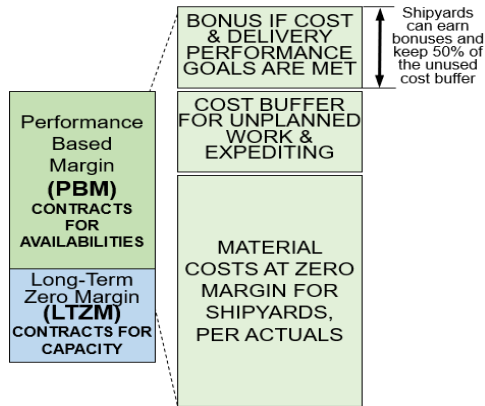 Performance
Based
Margin
(PBM)
CONTRACTS
FOR
AVAILABILITIES
Long-Term
Zero Margin
(LTZM)
CONTRACTS FOR
CAPACITY
BONUS IF COST
& DELIVERY
PERFORMANCE
GOALS ARE MET
COST BUFFER
FOR UNPLANNED
WORK &
EXPEDITING
MATERIAL
COSTS AT ZERO
MARGIN FOR
SHIPYARDS,
PER ACTUALS
Shipyards
can earn
bonuses and
keep 50% of
the unused
cost buffer